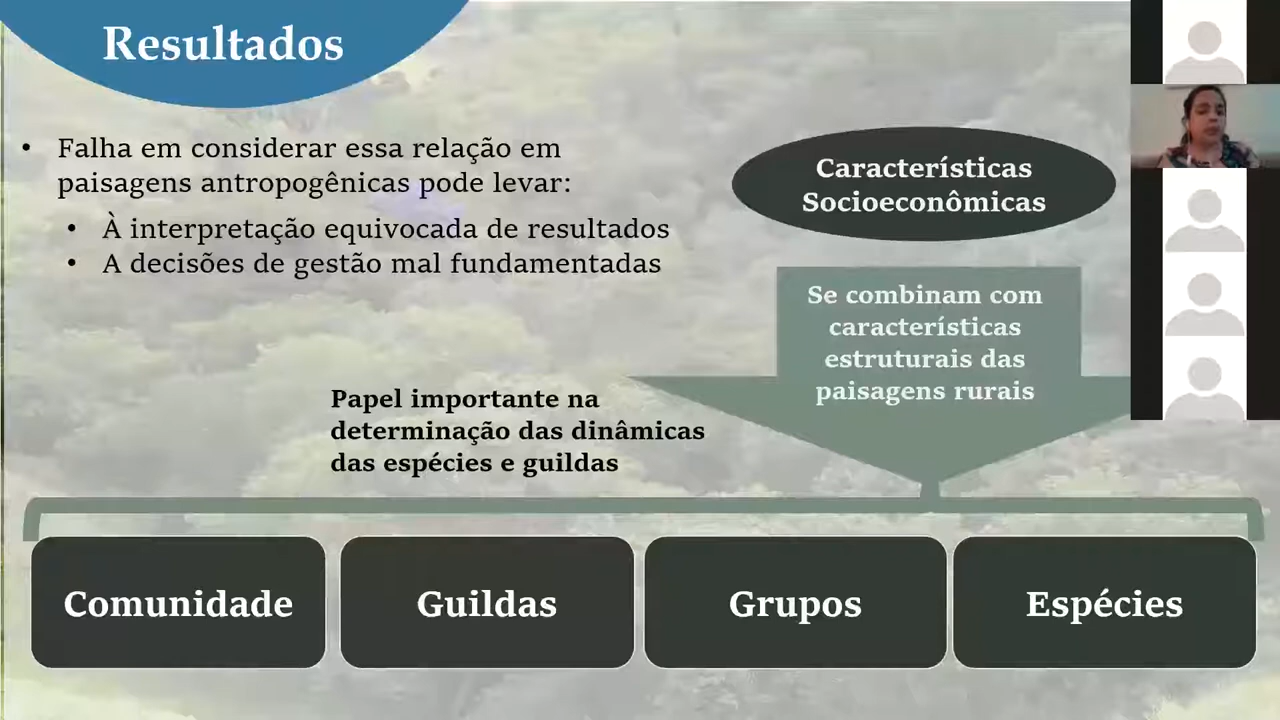 Resultados
• Falha em considerar essa relação em
paisagens antropogênicas pode levar:
• À interpretação equivocada de resultados
• A decisões de gestão mal fundamentadas
Características
Socioeconômicas
Se combinam com
características
estruturais das
paisagens rurais
Papel importante na
determinação das dinâmicas
das espécies e guildas
Comunidade
Guildas
Grupos
Espécies